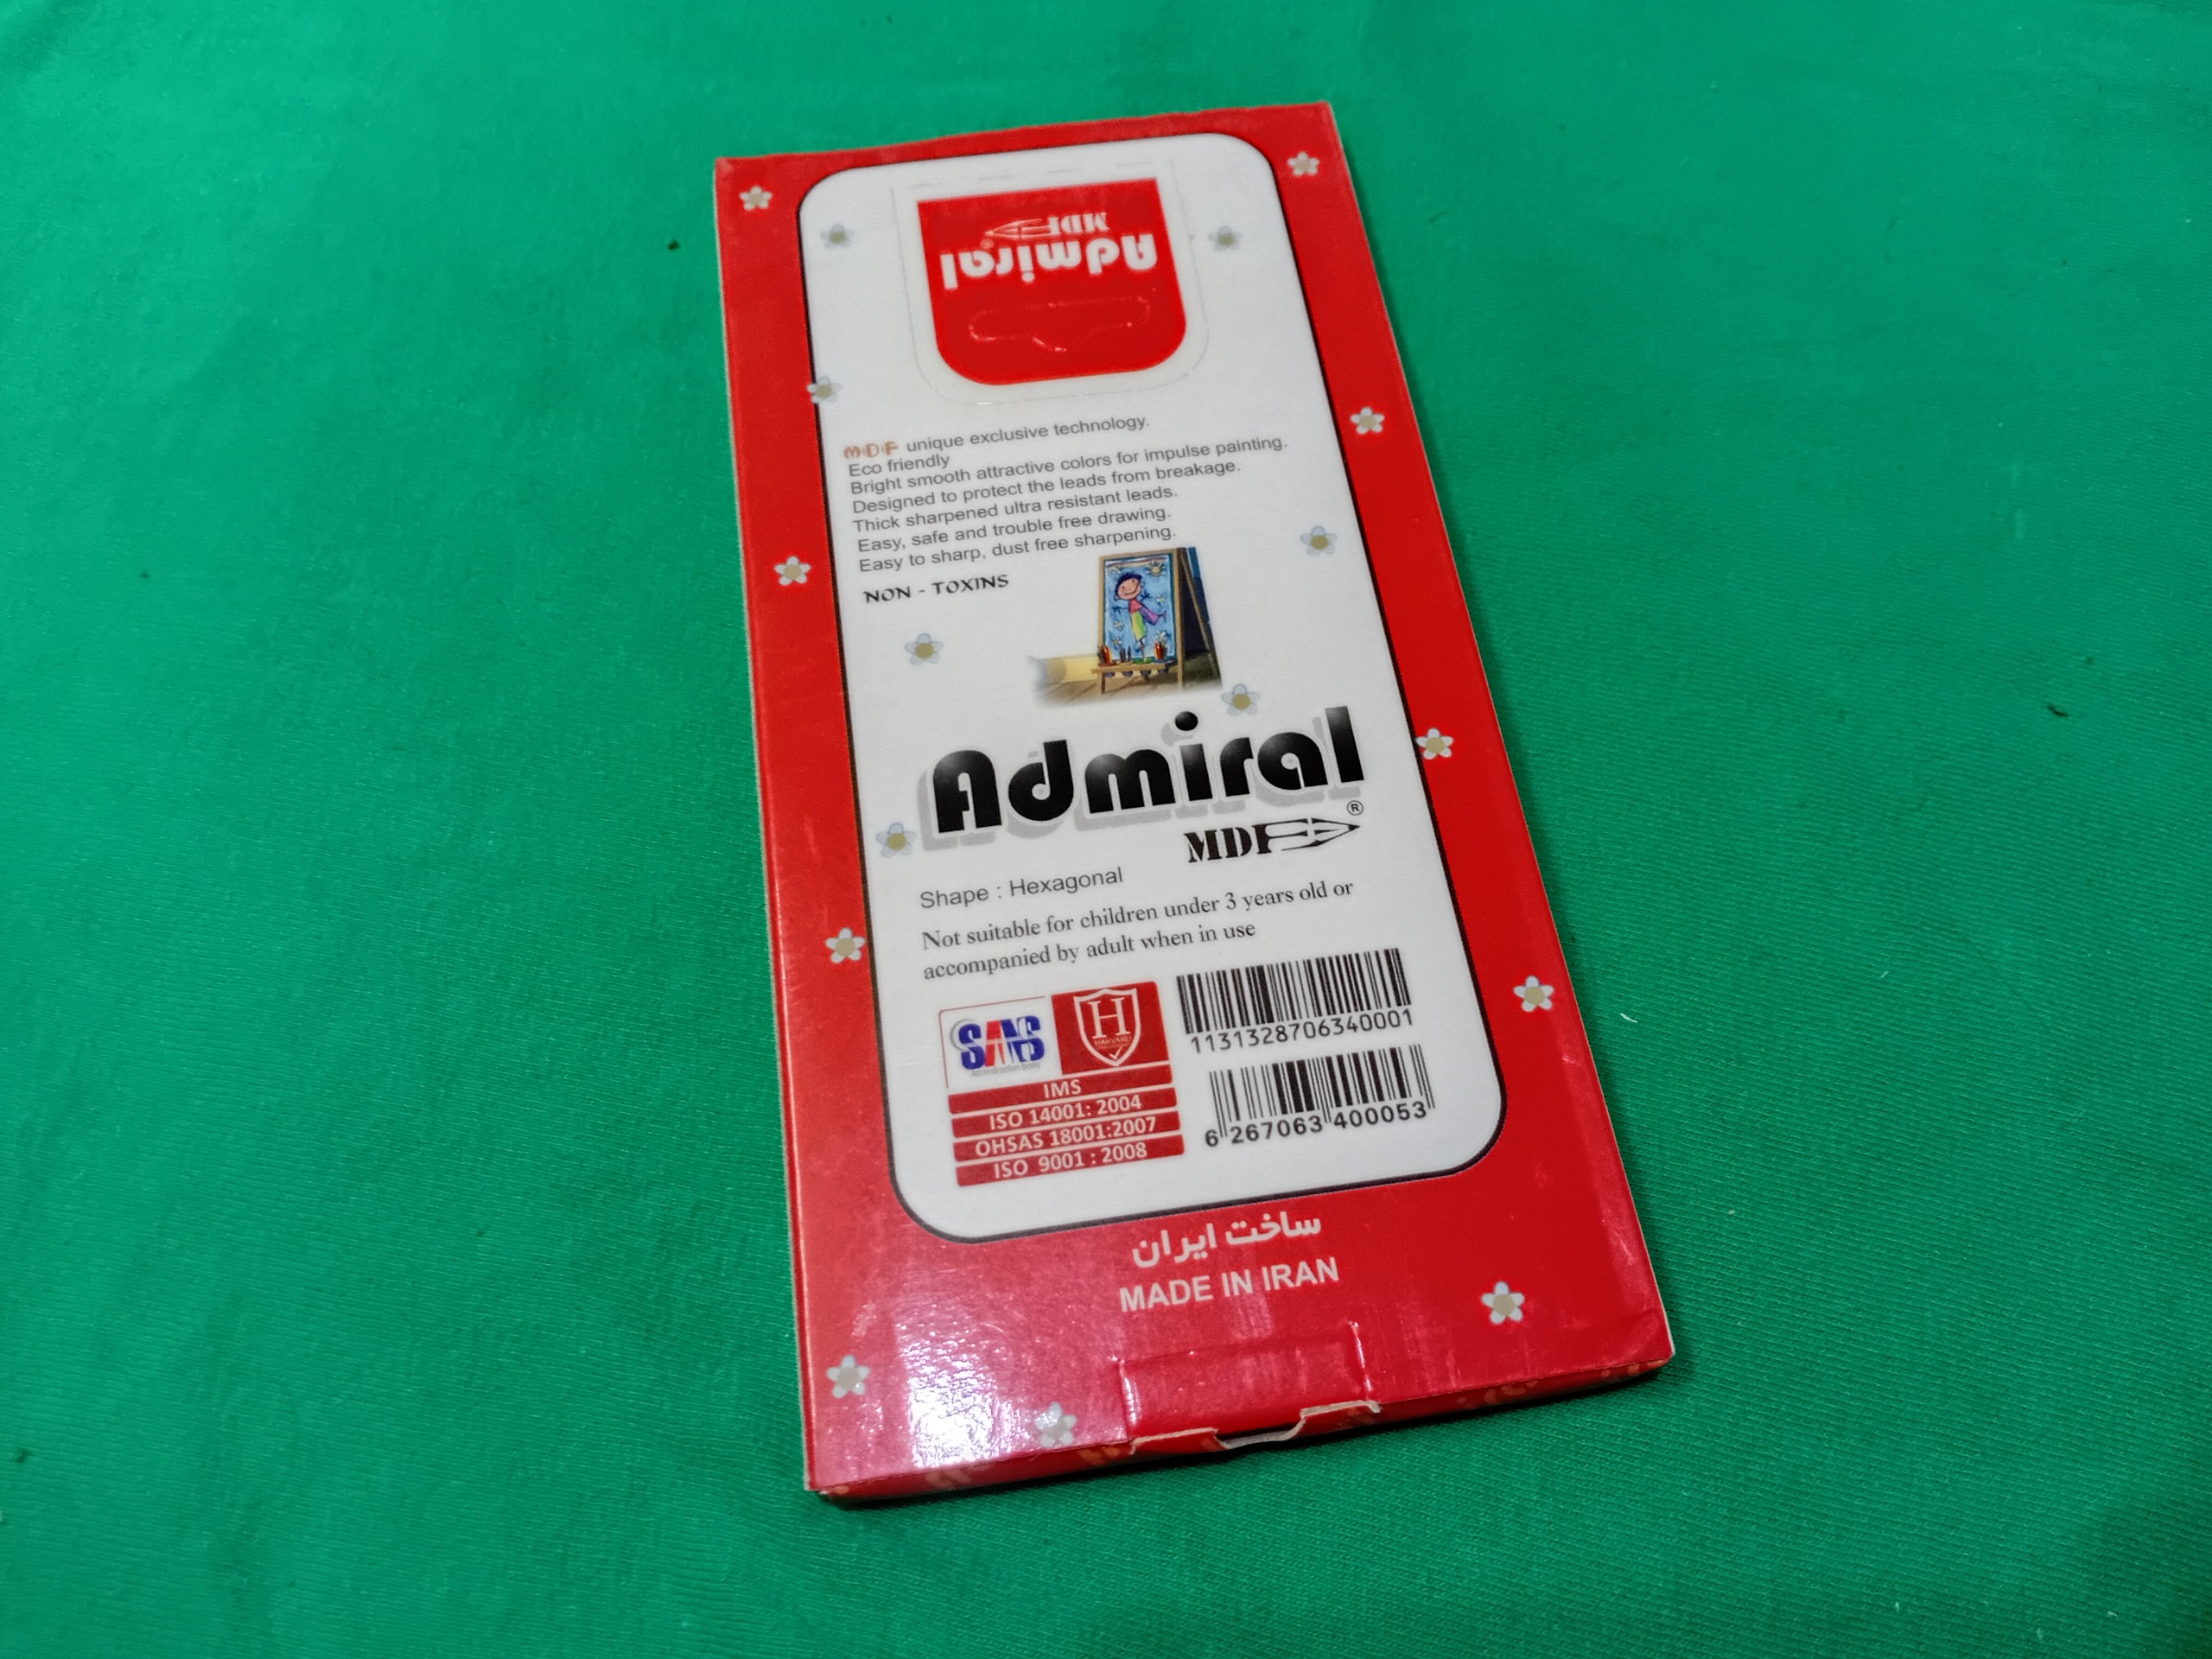 Admiral
MDF
MDF unique exclusive technology.
Eco friendly
Bright smooth attractive colors for impulse painting.
Designed to protect the leads from breakage.
Thick sharpened ultra resistant leads.
Easy, safe and trouble free drawing.
Easy to sharp, dust free sharpening.
NON - TOXINS
Admiral
®
MDF
Shape : Hexagonal
Not suitable for children under 3 years old or
accompanied by adult when in use
SANS
Accreditation body
H
HARVARD
IMS
ISO 14001: 2004
OHSAS 18001:2007
ISO 9001 : 2008
1131328706340001
6 267063 400053
ساخت ایران
MADE IN IRAN